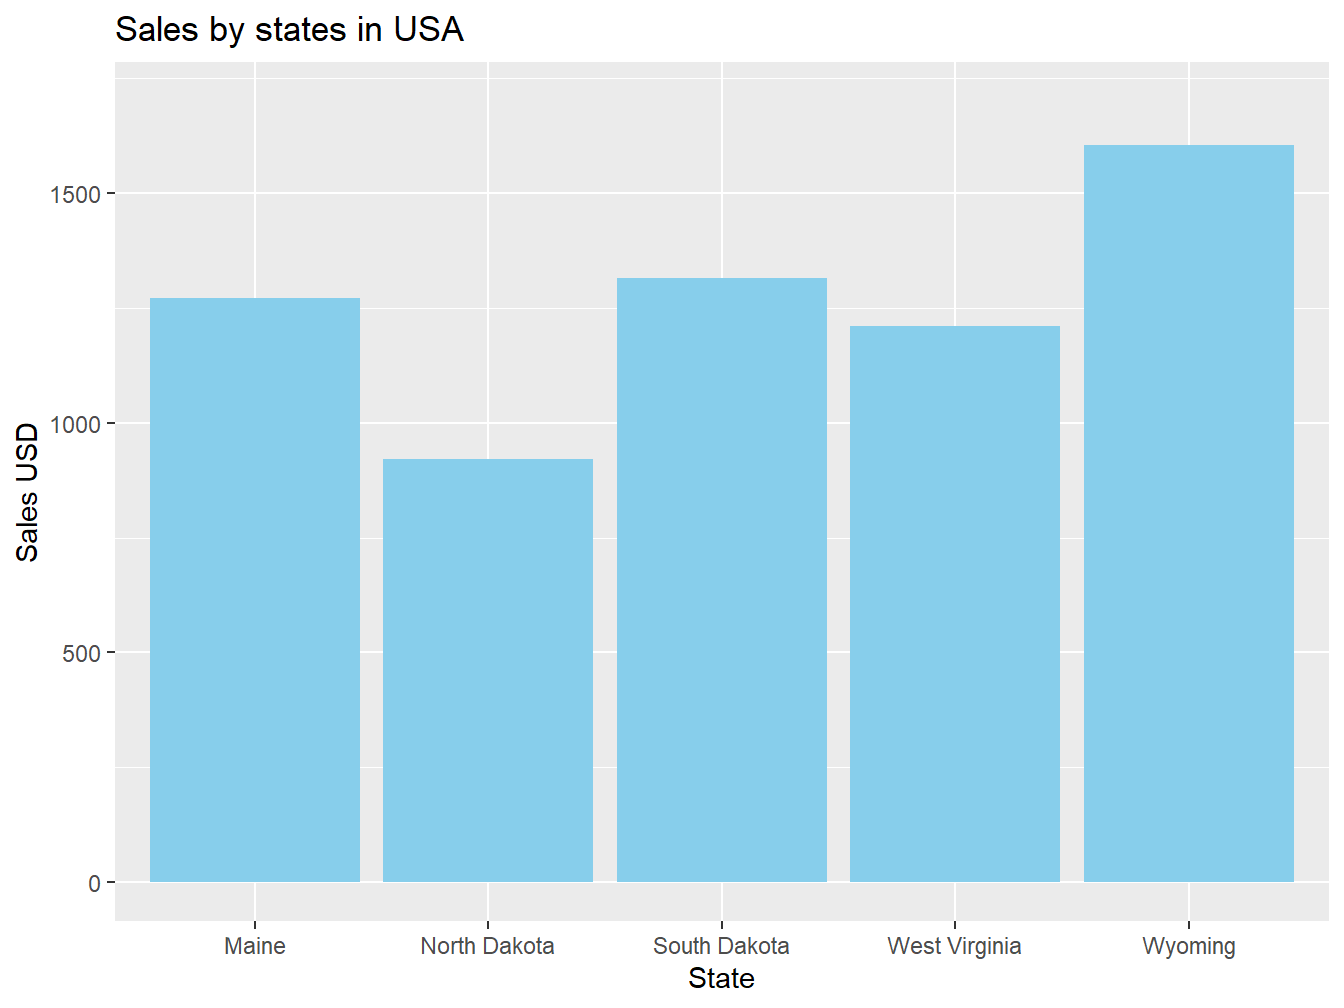 Sales by states in USA
Sales USD
1500
1000
500
0
Maine
North Dakota
South Dakota
West Virginia
Wyoming
State